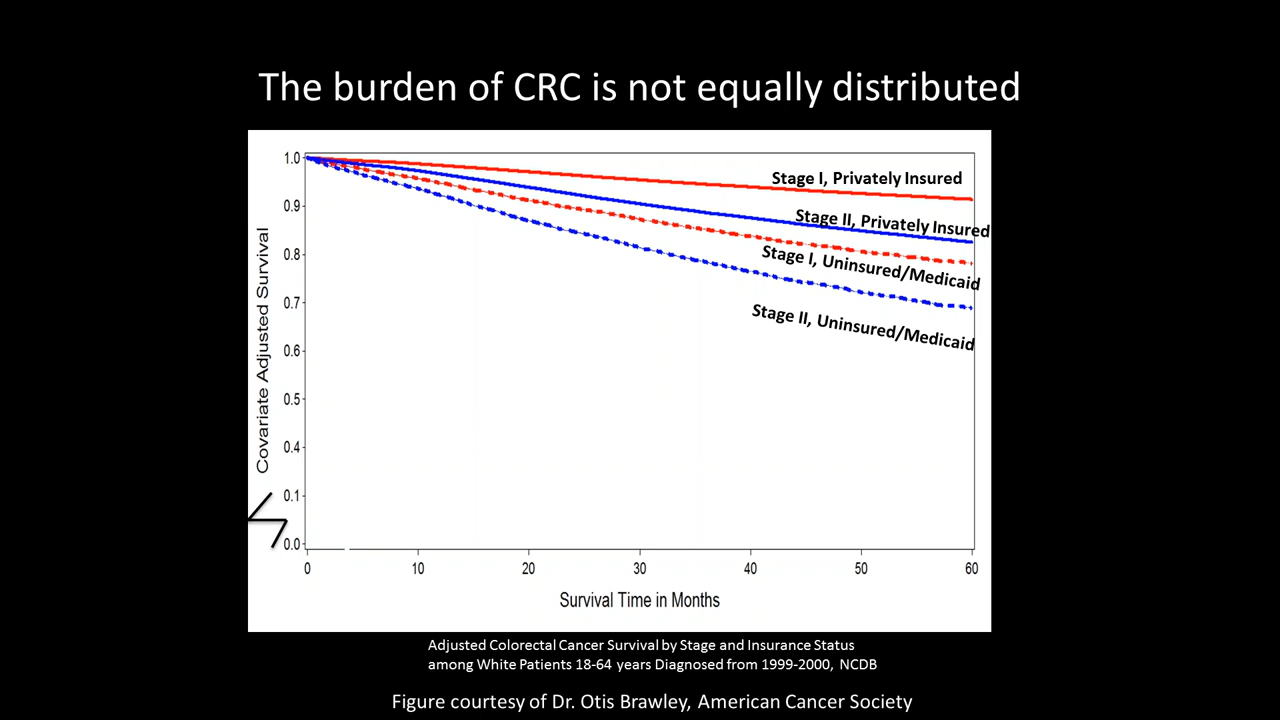 The burden of CRC is not equally distributed
1.0
0.9
0.8
0.7
0.6
0.5
0.4
0.1
0.0
Covariate Adjusted Survival
Stage I, Privately Insured
Stage II, Privately Insured
Stage I, Uninsured/Medicaid
Stage II, Uninsured/Medicaid
0 10 20 30 40 50 60
Survival Time in Months
Adjusted Colorectal Cancer Survival by Stage and Insurance Status
among White Patients 18-64 years Diagnosed from 1999-2000, NCDB
Figure courtesy of Dr. Otis Brawley, American Cancer Society